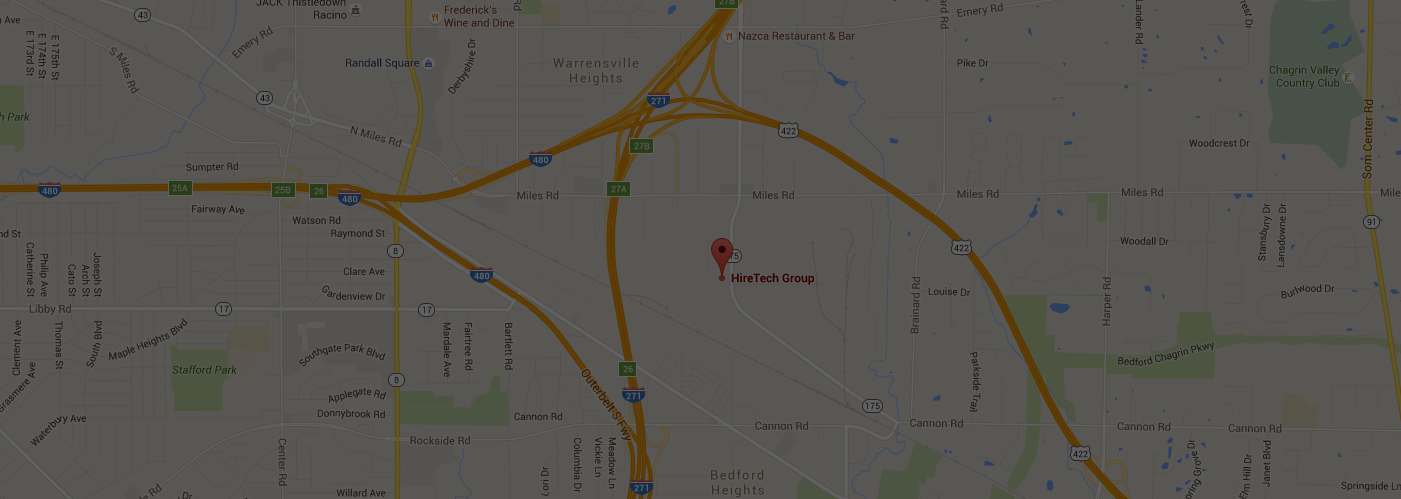 JACK Thistledown
Racino
43
Frederick's
Wine and Dine
Emery Rd
Nazca Restaurant & Bar
27B
Emery Rd
Lander Rd
E 175th St
E 174th St
E 173rd St
S Miles Rd
Emery Rd
Randall Square
Derbyshire Dr
Warrensville
Heights
Pike Dr
Chagrin Valley
Country Club
43
271
N Miles Rd
422
27B
Woodcrest Dr
Som Center Rd
480
Sumpter Rd
480
25A
25B
26
480
27A
Miles Rd
Miles Rd
Miles Rd
Miles Rd
Fairway Ave
Watson Rd
Raymond St
91
8
422
Woodall Dr
Stansbury Dr
Lansdowne Dr
Catherine St
Philip Ave
Cato St
Arch St
Joseph St
Clare Ave
480
HireTech Group
Gardenview Dr
Louise Dr
Burlwood Dr
Libby Rd
17
17
Brainard Rd
Harper Rd
Clement Ave
Thomas St
South Blvd
Maple Heights Blvd
Mardale Ave
Fairtree Rd
Bartlett Rd
Southgate Park Blvd
Bedford Chagrin Pkwy
Stafford Park
26
8
Outerbelt S Fwy
271
Parkside Trail
Applegate Rd
Donnybrook Rd
175
Waterbury Ave
Cannon Rd
Cannon Rd
Cannon Rd
Cannon Rd
Cannon Rd
Rockside Rd
Center Rd
Columbia Dr
Vickie Ln
Meadow Ln
422
Elm Hill Dr
Janet Blvd
Bedford
Heights
Willard Ave
271